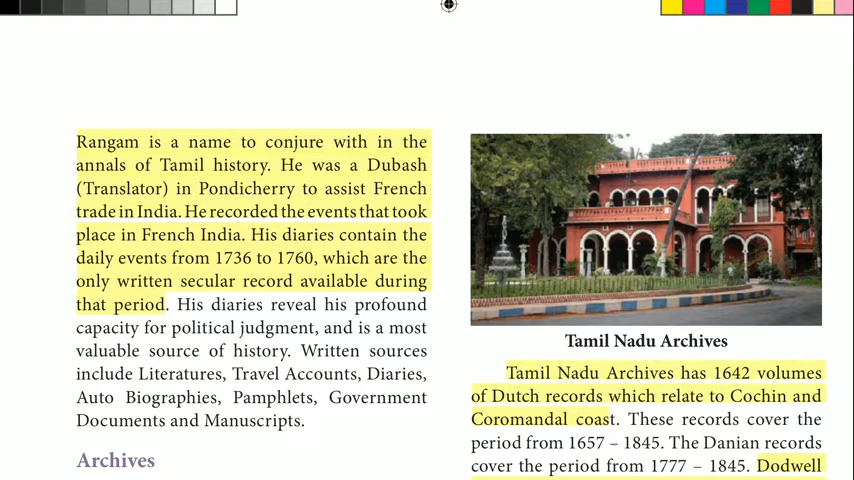 Rangam is a name to conjure with in the
annals of Tamil history. He was a Dubash
(Translator) in Pondicherry to assist French
trade in India. He recorded the events that took
place in French India. His diaries contain the
daily events from 1736 to 1760, which are the
only written secular record available during
that period. His diaries reveal his profound
capacity for political judgment, and is a most
valuable source of history. Written sources
include Literatures, Travel Accounts, Diaries,
Auto Biographies, Pamphlets, Government
Documents and Manuscripts.
Archives
Tamil Nadu Archives
Tamil Nadu Archives has 1642 volumes
of Dutch records which relate to Cochin and
Coromandal coast. These records cover the
period from 1657 – 1845. The Danian records
cover the period from 1777 – 1845. Dodwell